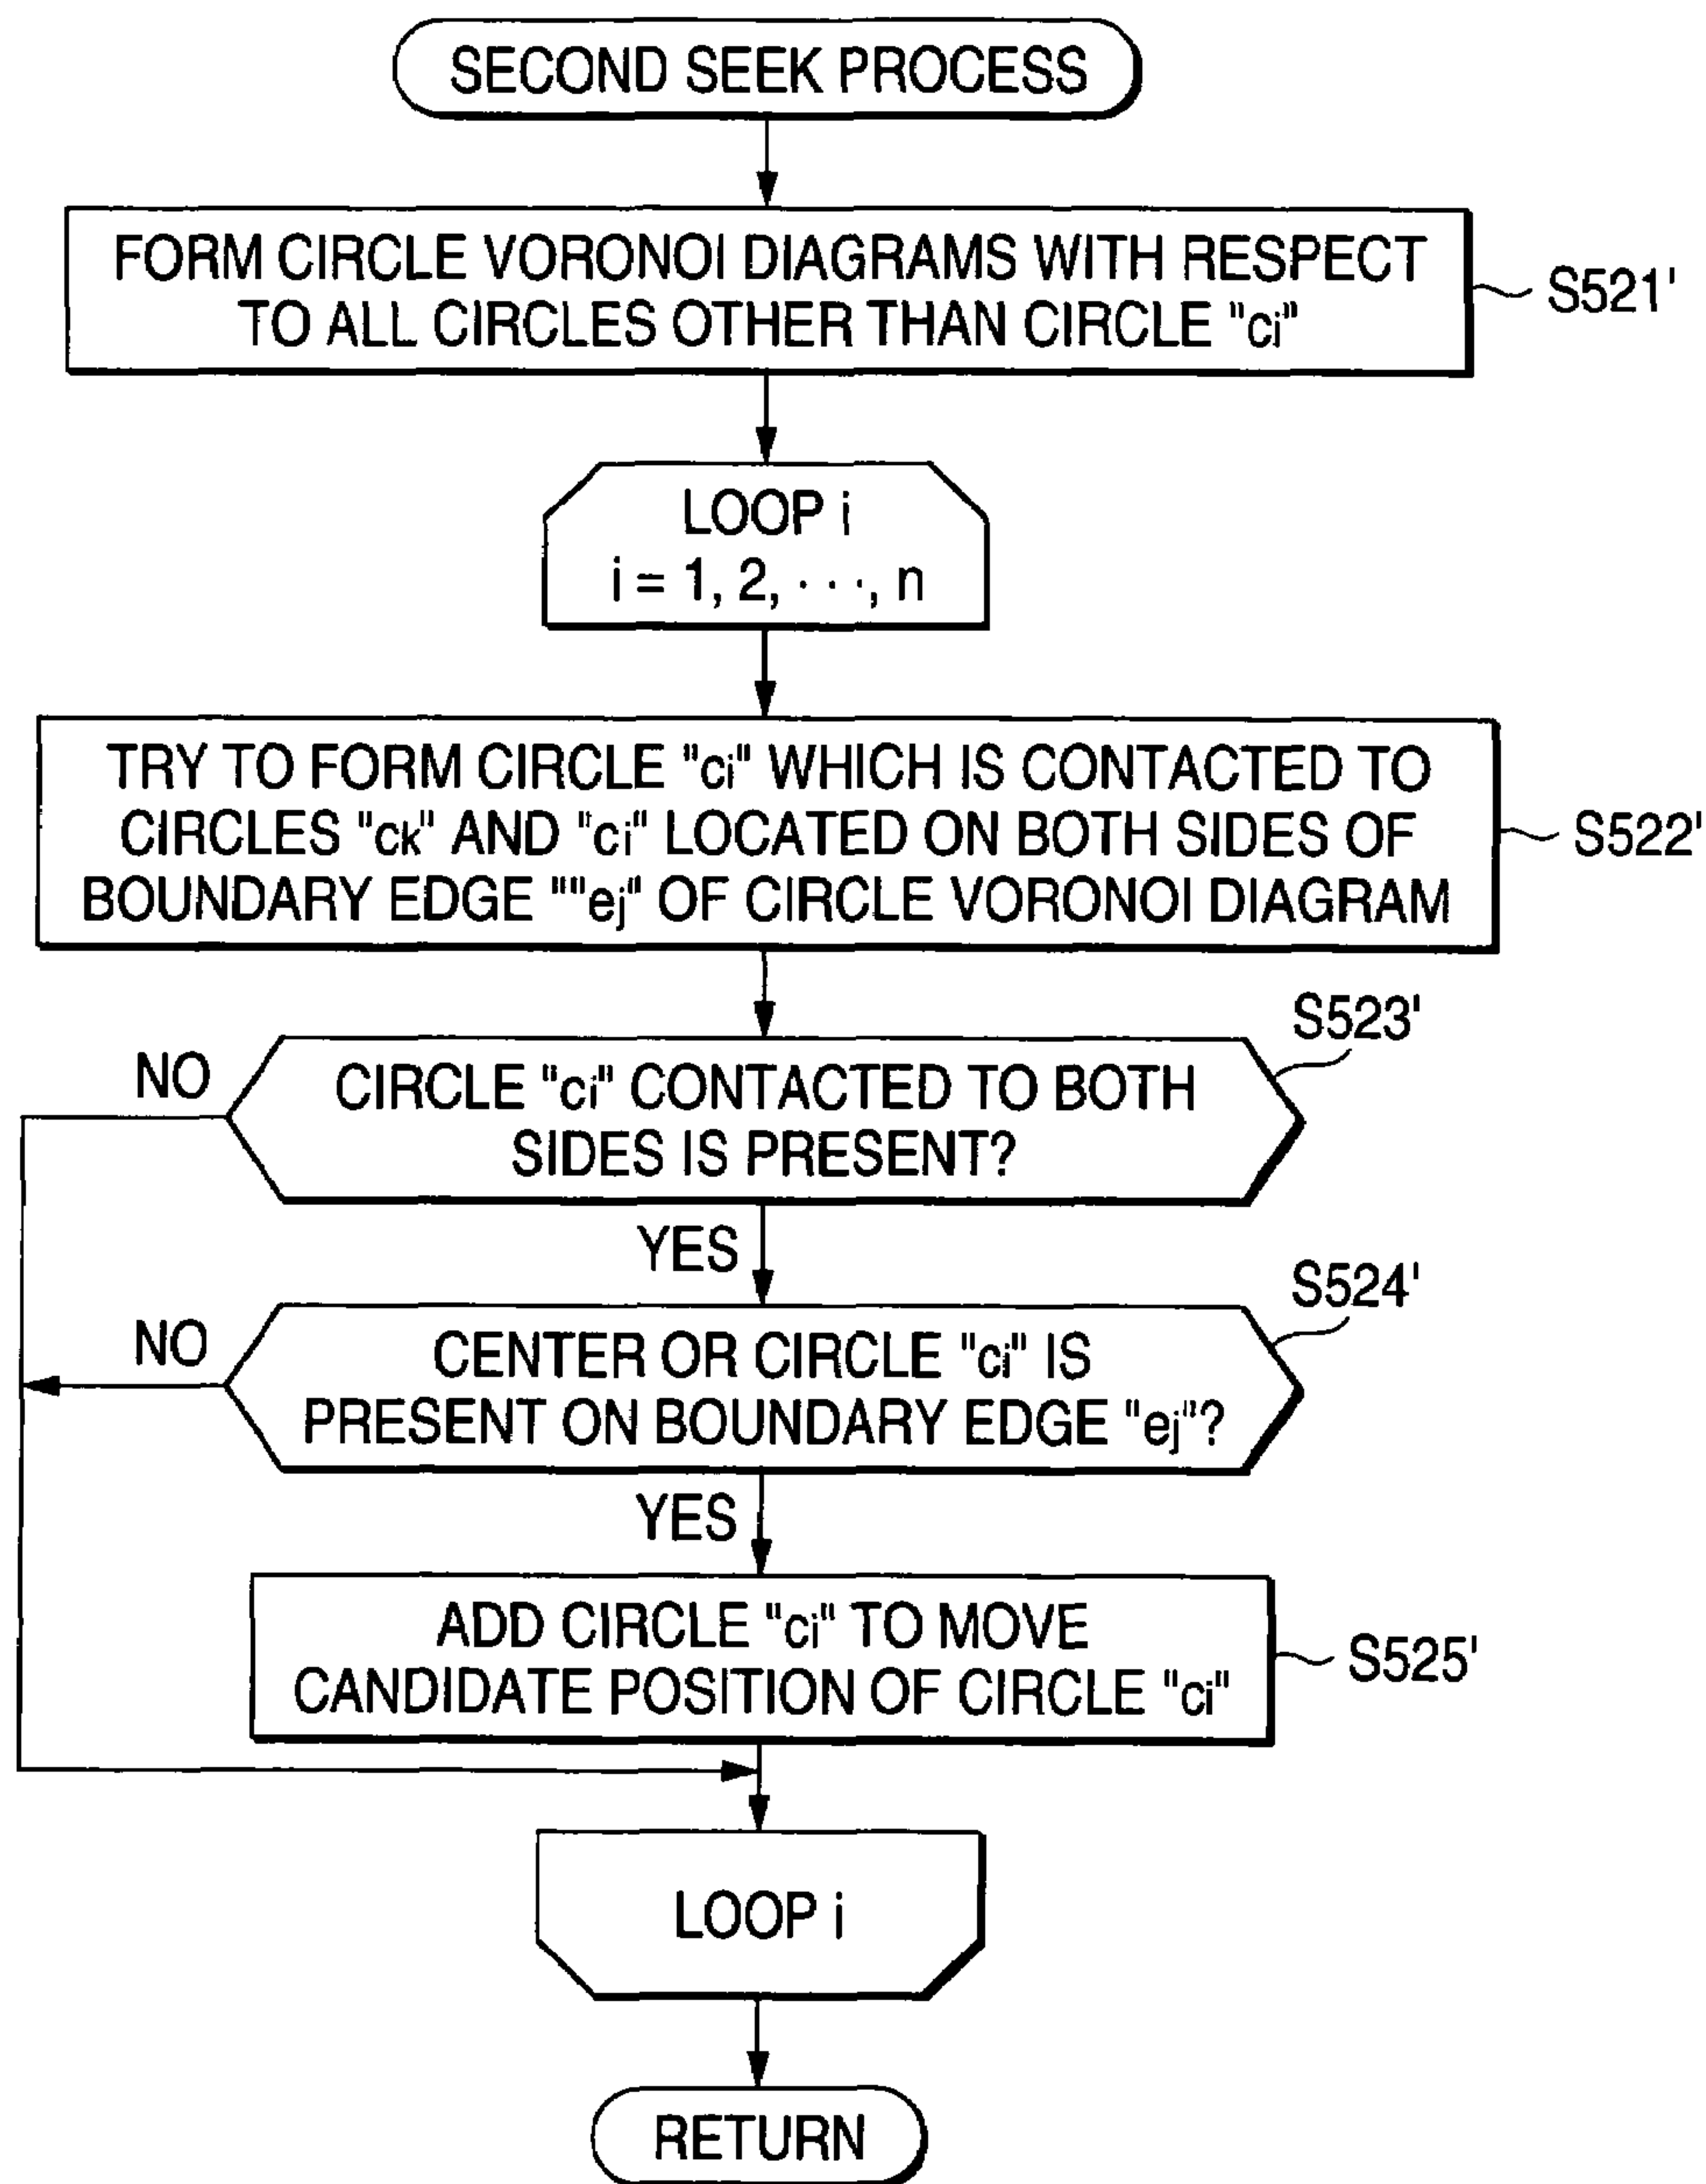 SECOND SEEK PROCESS
FORM CIRCLE VORONOI DIAGRAMS WITH RESPECT
TO ALL CIRCLES OTHER THAN CIRCLE "ci"
S521'
LOOP i
i = 1, 2, · · ·, n
TRY TO FORM CIRCLE "ci" WHICH IS CONTACTED TO
CIRCLES "ck" AND "ci" LOCATED ON BOTH SIDES OF
BOUNDARY EDGE ""ej" OF CIRCLE VORONOI DIAGRAM
S522'
S523'
NO
CIRCLE "ci" CONTACTED TO BOTH
SIDES IS PRESENT?
YES
S524'
NO
CENTER OR CIRCLE "ci" IS
PRESENT ON BOUNDARY EDGE "ej"?
YES
ADD CIRCLE "ci" TO MOVE
CANDIDATE POSITION OF CIRCLE "ci"
S525'
LOOP i
RETURN